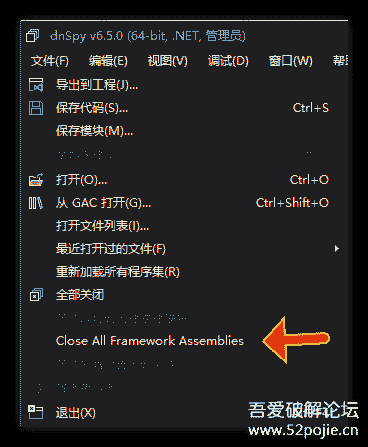 dnSpy v6.5.0 (64-bit, .NET, 管理员)
文件(F) 编辑(E) 视图(V) 调试(D) 窗口(W) 帮
导出到工程(J)...
保存代码(S)... Ctrl+S
保存模块(M)...
打开(O)... Ctrl+O
从 GAC 打开(G)... Ctrl+Shift+O
打开文件列表(I)...
最近打开过的文件(F)
重新加载所有程序集(R)
全部关闭
Close All Framework Assemblies
退出(X)
吾爱破解论坛
www.52pojie.cn